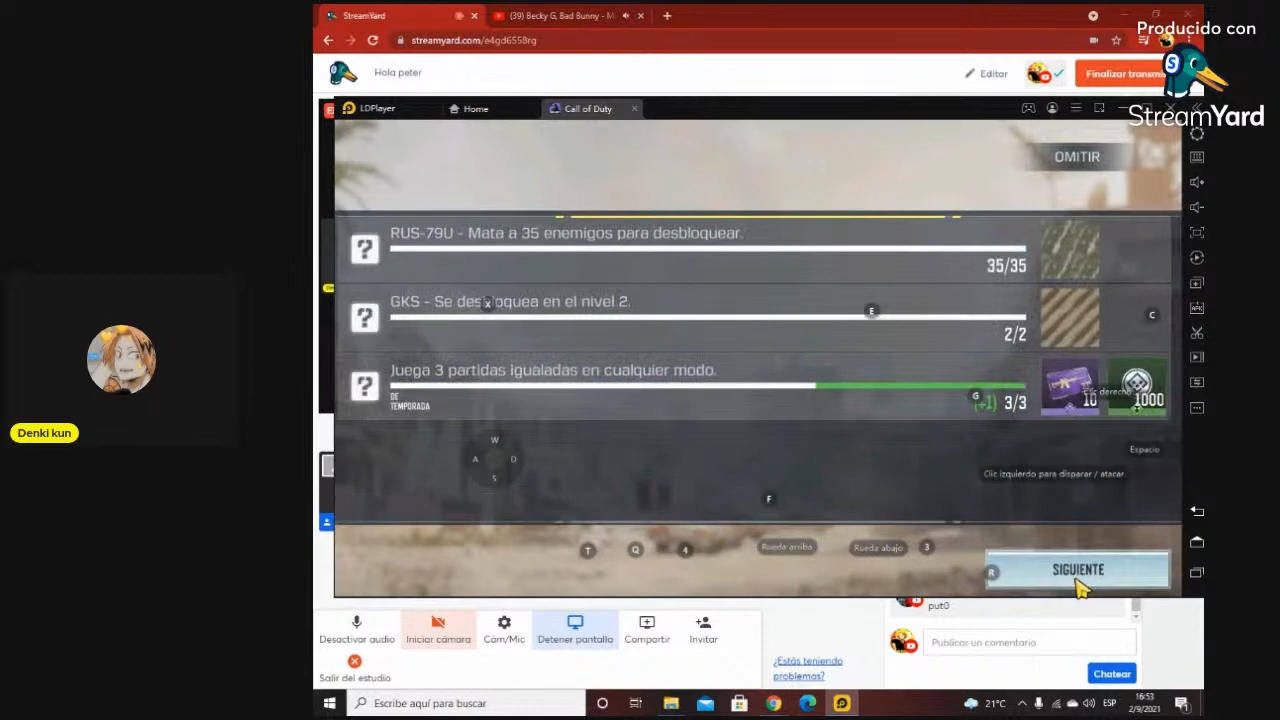 StreamYard
(39) Becky G, Bad Bunny - M
streamyard.com/e4gd6558rg
Producido con
StreamYard
Hola peter
Editar
Finalizar transmi
LDPlayer
Home
Call of Duty
OMITIR
RUS-79U - Mata a 35 enemigos para desbloquear.
35/35
GKS - Se desbloquea en el nivel 2.
X
E
C
2/2
Juega 3 partidas igualadas en cualquier modo.
DE
TEMPORADA
G
(+1) 3/3
10
Clic derecho
1000
Denki kun
W
A
D
S
Espacio
Clic izquierdo para disparar / atacar
F
T
Q
4
Rueda arriba
Rueda abajo
3
R
SIGUIENTE
put0
Desactivar audio
Iniciar cámara
Cám/Mic
Detener pantalla
Compartir
Invitar
Publicar un comentario
¿Estás teniendo
problemas?
Chatear
Salir del estudio
Escribe aquí para buscar
21°C
ESP
16:53
2/9/2021